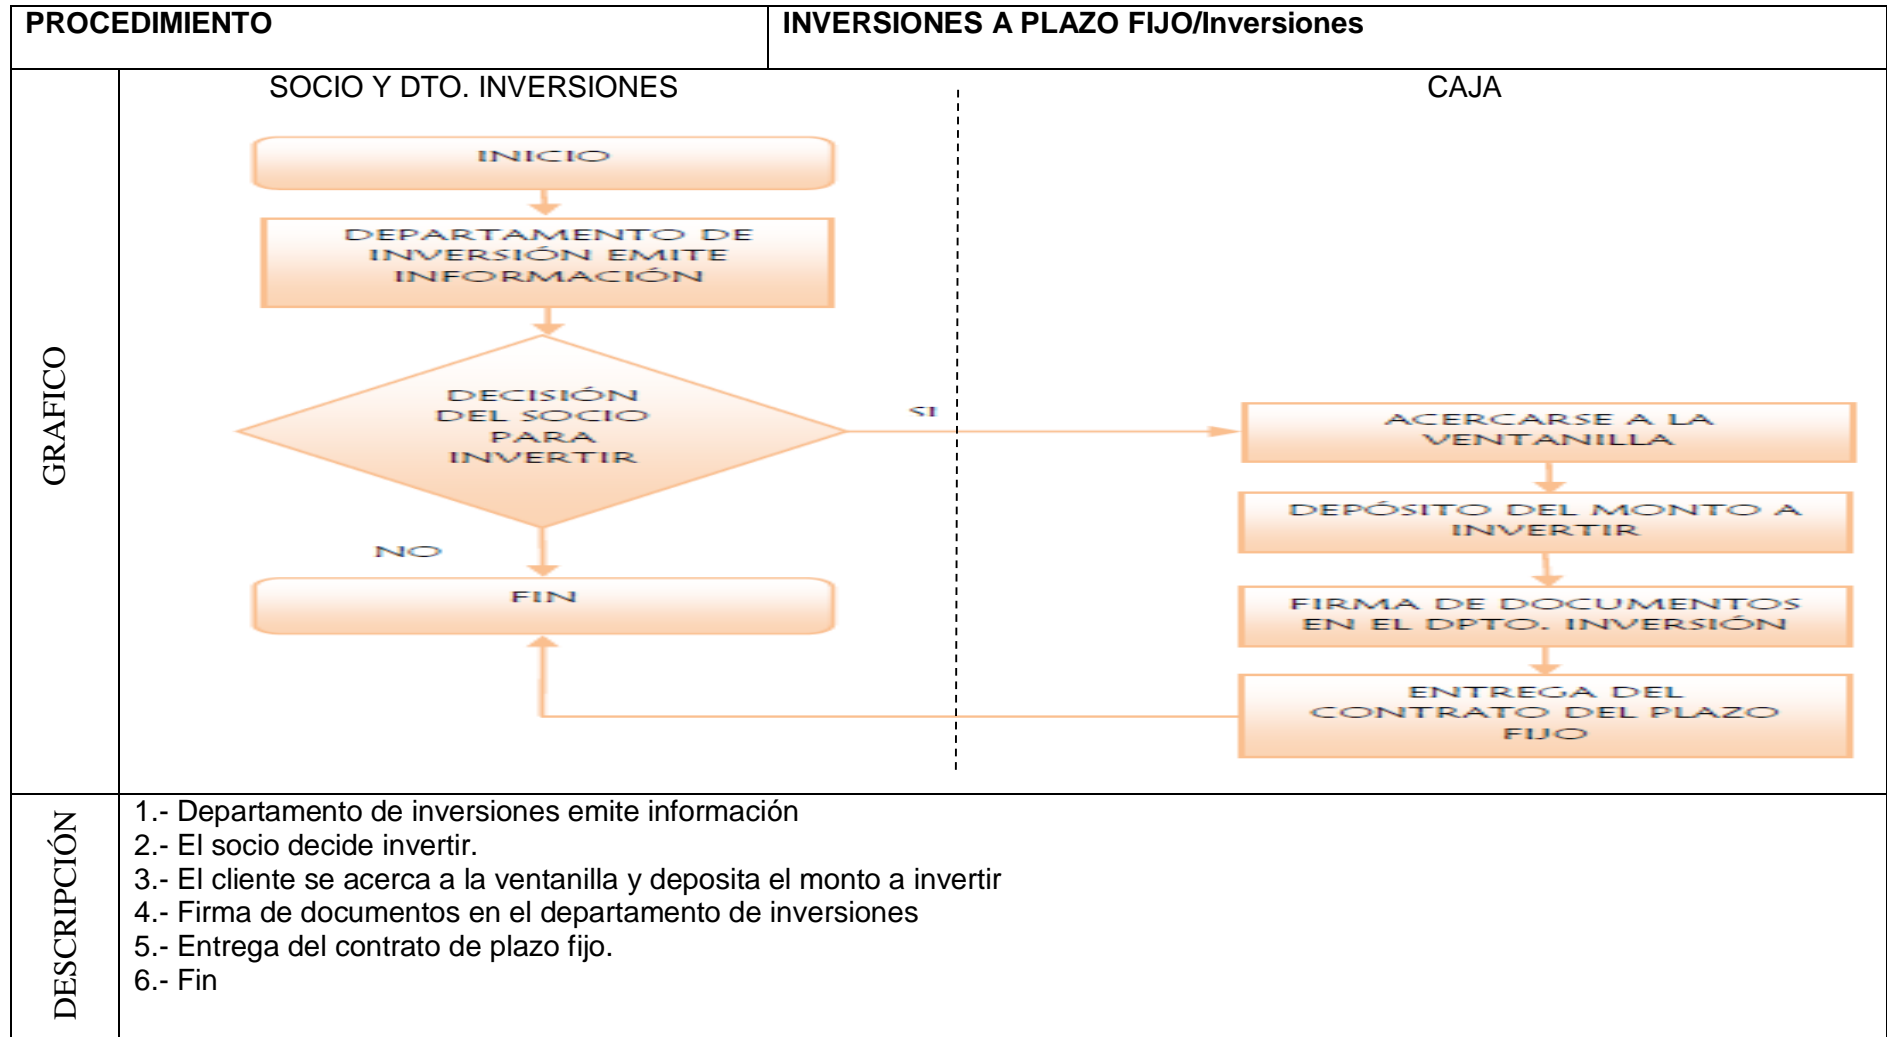 PROCEDIMIENTO
INVERSIONES A PLAZO FIJO/Inversiones
GRAFICO
SOCIO Y DTO. INVERSIONES
CAJA
INICIO
DEPARTAMENTO DE
INVERSIÓN EMITE
INFORMACIÓN
DECISIÓN
DEL SOCIO
PARA
INVERTIR
SI
NO
FIN
ACERCARSE A LA
VENTANILLA
DEPÓSITO DEL MONTO A
INVERTIR
FIRMA DE DOCUMENTOS
EN EL DPTO. INVERSIÓN
ENTREGA DEL
CONTRATO DEL PLAZO
FIJO
DESCRIPCIÓN
1.- Departamento de inversiones emite información
2.- El socio decide invertir.
3.- El cliente se acerca a la ventanilla y deposita el monto a invertir
4.- Firma de documentos en el departamento de inversiones
5.- Entrega del contrato de plazo fijo.
6.- Fin